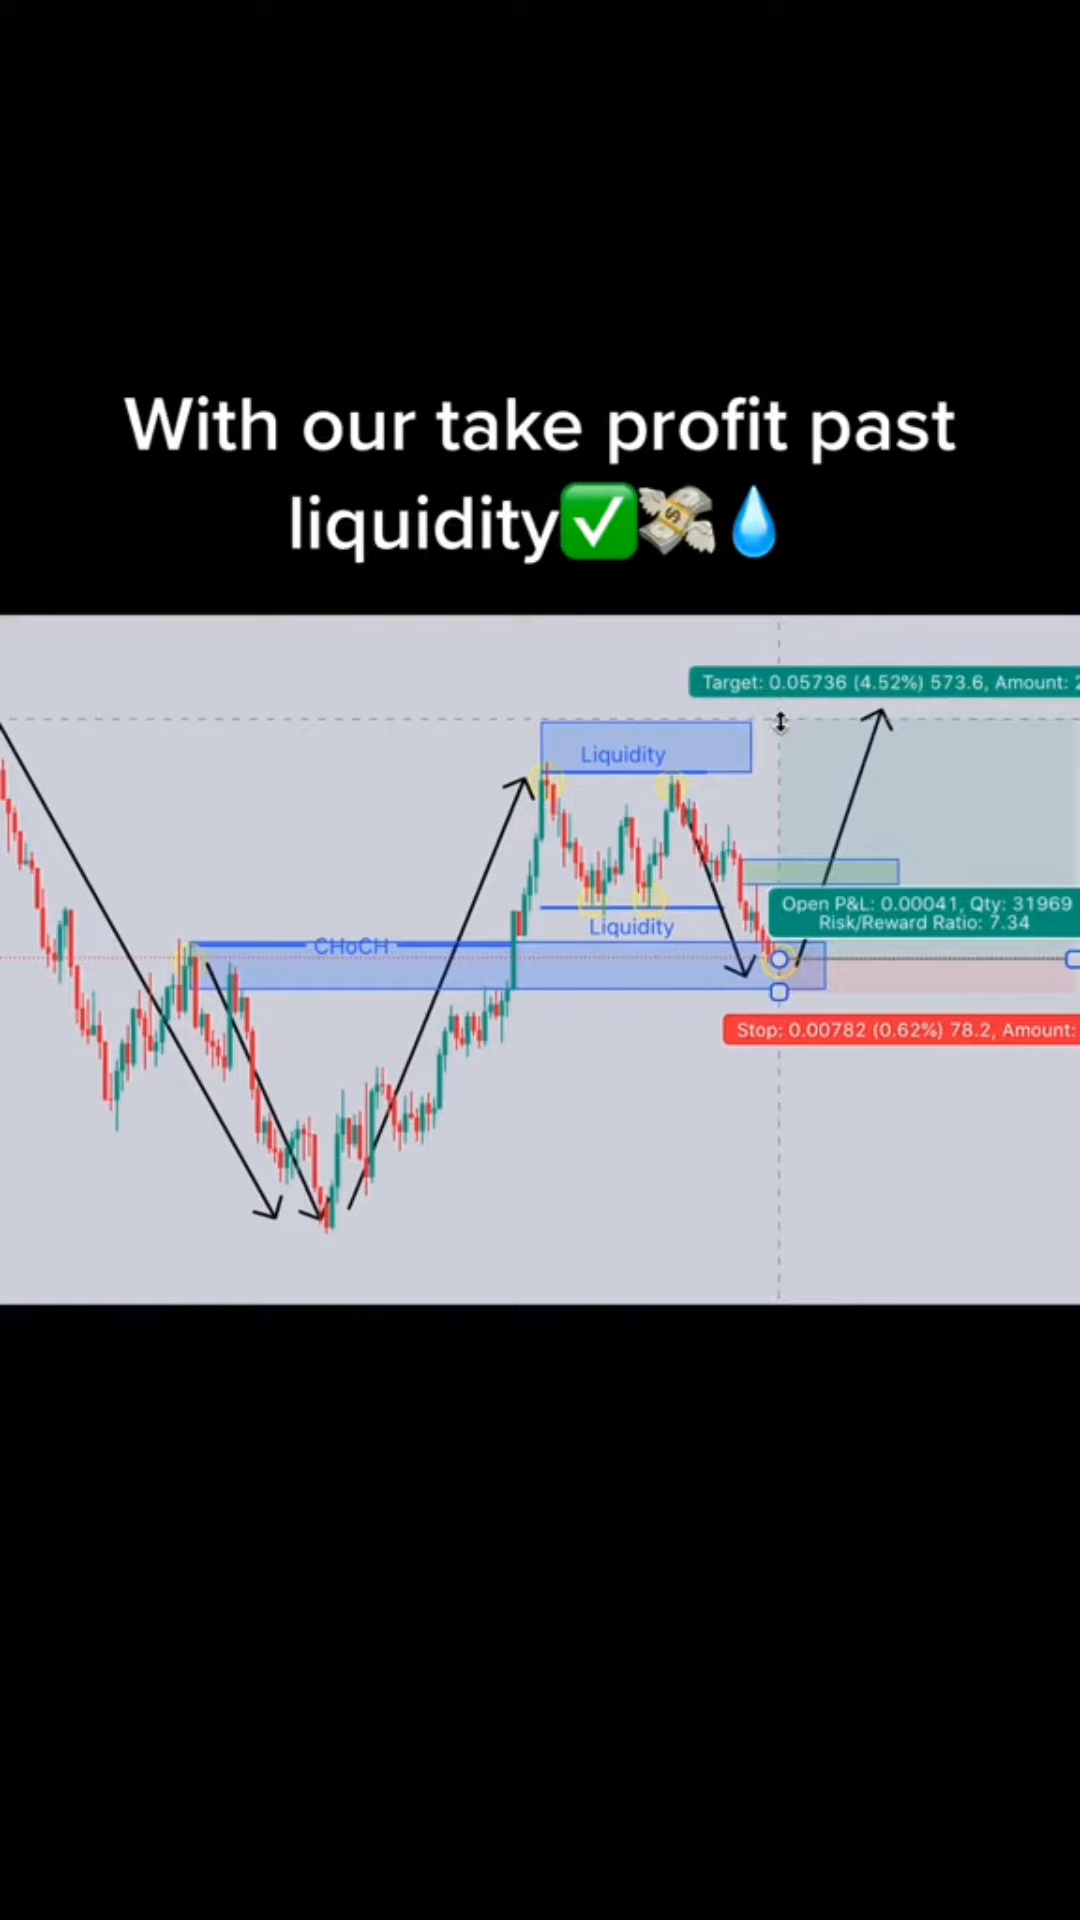 With our take profit past
liquidity✅💸💧
Target: 0.05736 (4.52%) 573.6, Amount: 2
Liquidity
Open P&L: 0.00041, Qty: 31969
Risk/Reward Ratio: 7.34
Liquidity
CHoCH
Stop: 0.00782 (0.62%) 78.2, Amount: